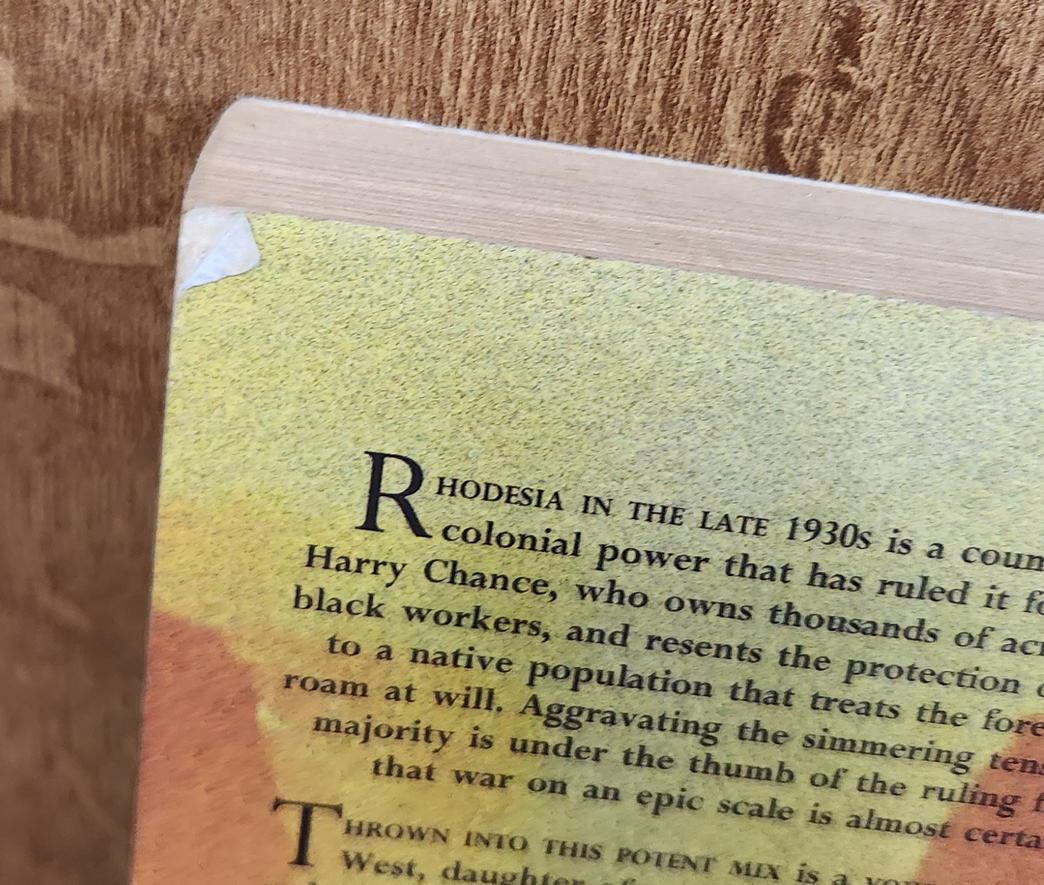 RHODESIA IN THE LATE 1930s is a
colonial power that has ruled it
Harry Chance, who owns thousands of
black workers, and resents the protection
to a native population that treats the
roam at will. Aggravating the simmering
majority is under the thumb of the ruling
that war on an epic scale is almost
THROWN INTO THIS POTENT MIX is a
West, daughter